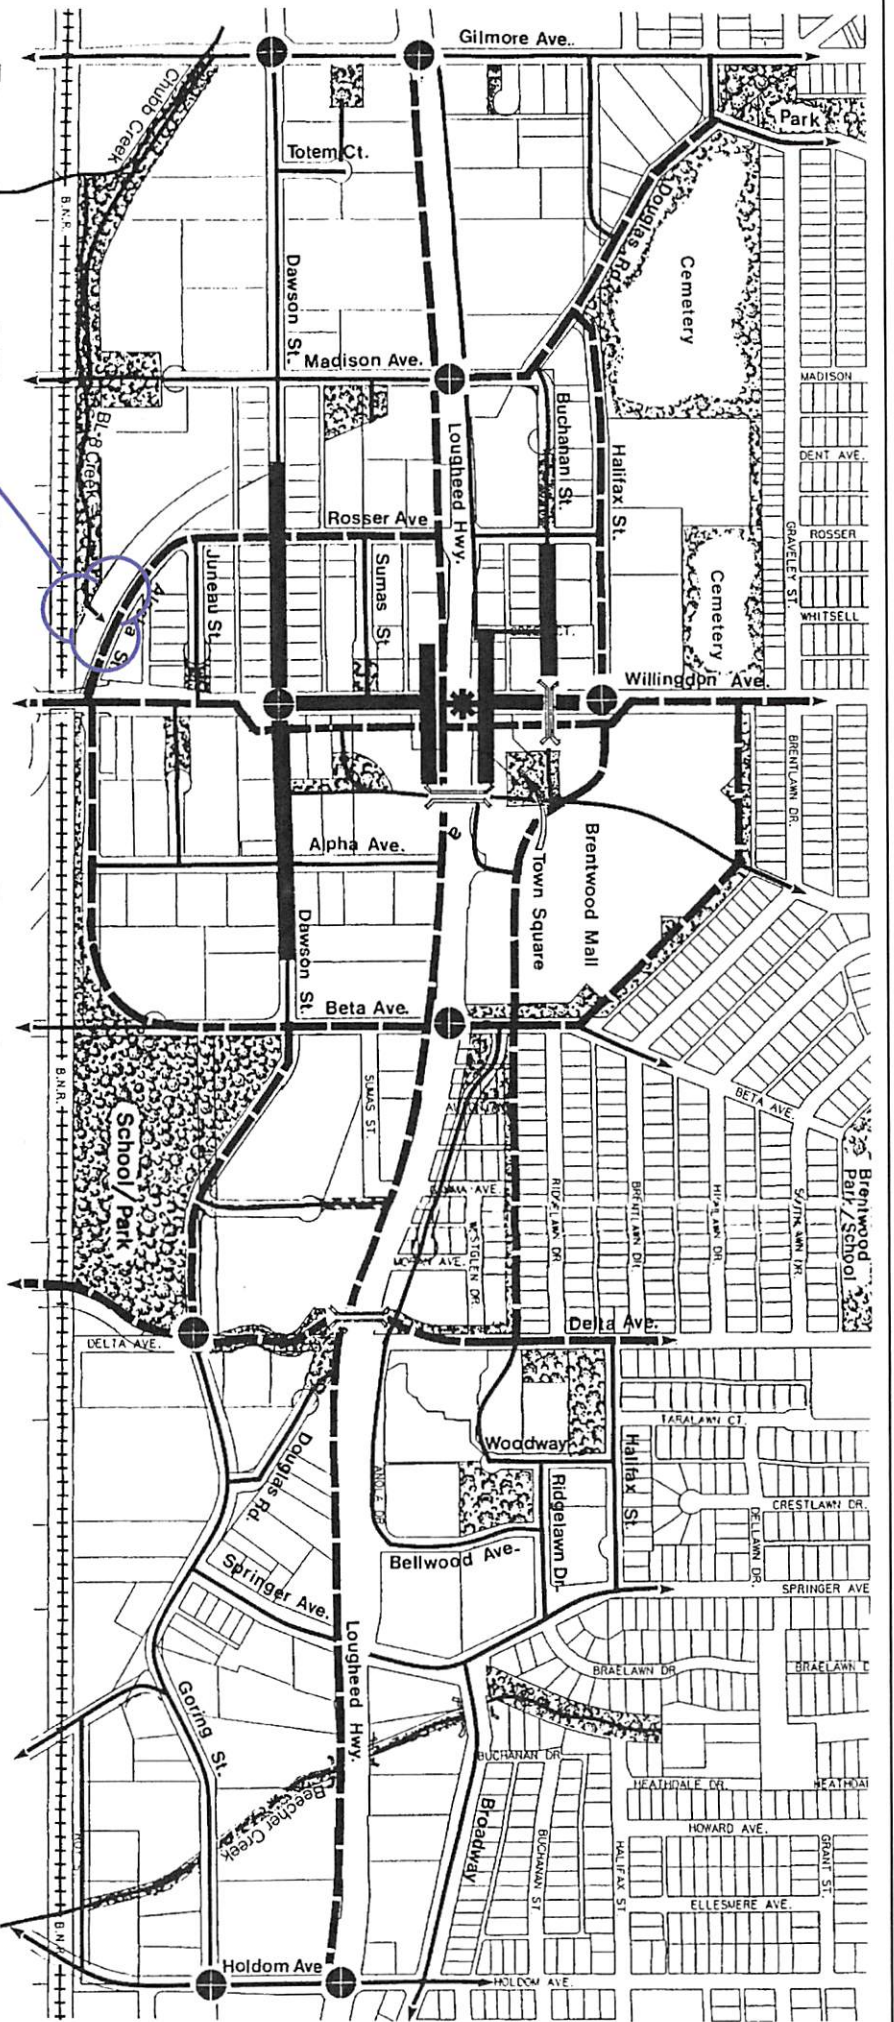 Gilmore Ave.
Chubb Creek
Park
Totem Ct.
Douglas Rd.
B.N.R.
Cemetery
Dawson St.
Madison Ave.
MADISON
BL-8 Creek
Buchanan St.
Lougheed Hwy.
Halifax St.
DENT AVE.
Rosser Ave
ROSSER
GRAVELEY ST.
Juneau St.
Sumas St.
Cemetery
WHITSELL
Willingdon Ave.
BRENTLAWN DR.
Alpha Ave.
Town Square
Brentwood Mall
Dawson St.
Beta Ave.
B.N.R.
SUMAS ST.
BETA AVE.
School/Park
RIDGELAWN DR.
BRENTLAWN DR.
HIGHLAWN DR.
SOUTHLAWN DR.
Brentwood
Park/School
WESTGLEN DR.
Delta Ave.
DELTA AVE.
TARALAWN CT.
Woodway
Halifax St.
Douglas Rd.
Ridgelawn Dr.
CRESTLAWN DR.
DELLAWN DR.
Bellwood Ave-
Springer Ave.
SPRINGER AVE
Lougheed Hwy.
BRAELAWN DR
BRAELAWN D
Goring St.
BUCHANAN DR.
HEATHDALE DR.
HEATHDA
Beecher Creek
Broadway
HOWARD AVE.
BUCHANAN ST.
HALIFAX ST.
GRANT ST.
ELLESMERE AVE.
B.N.R.
Holdom Ave
HOLDOM AVE.